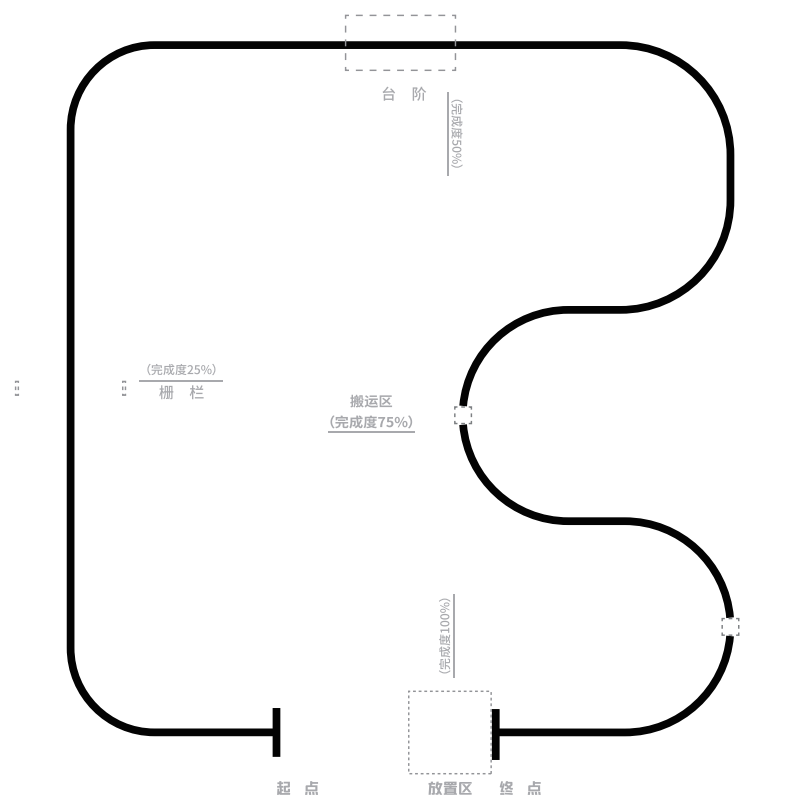 台 阶
(完成度50%)
(完成度25%)
栅 栏
搬运区
(完成度75%)
(完成度100%)
起 点
放置区
终 点